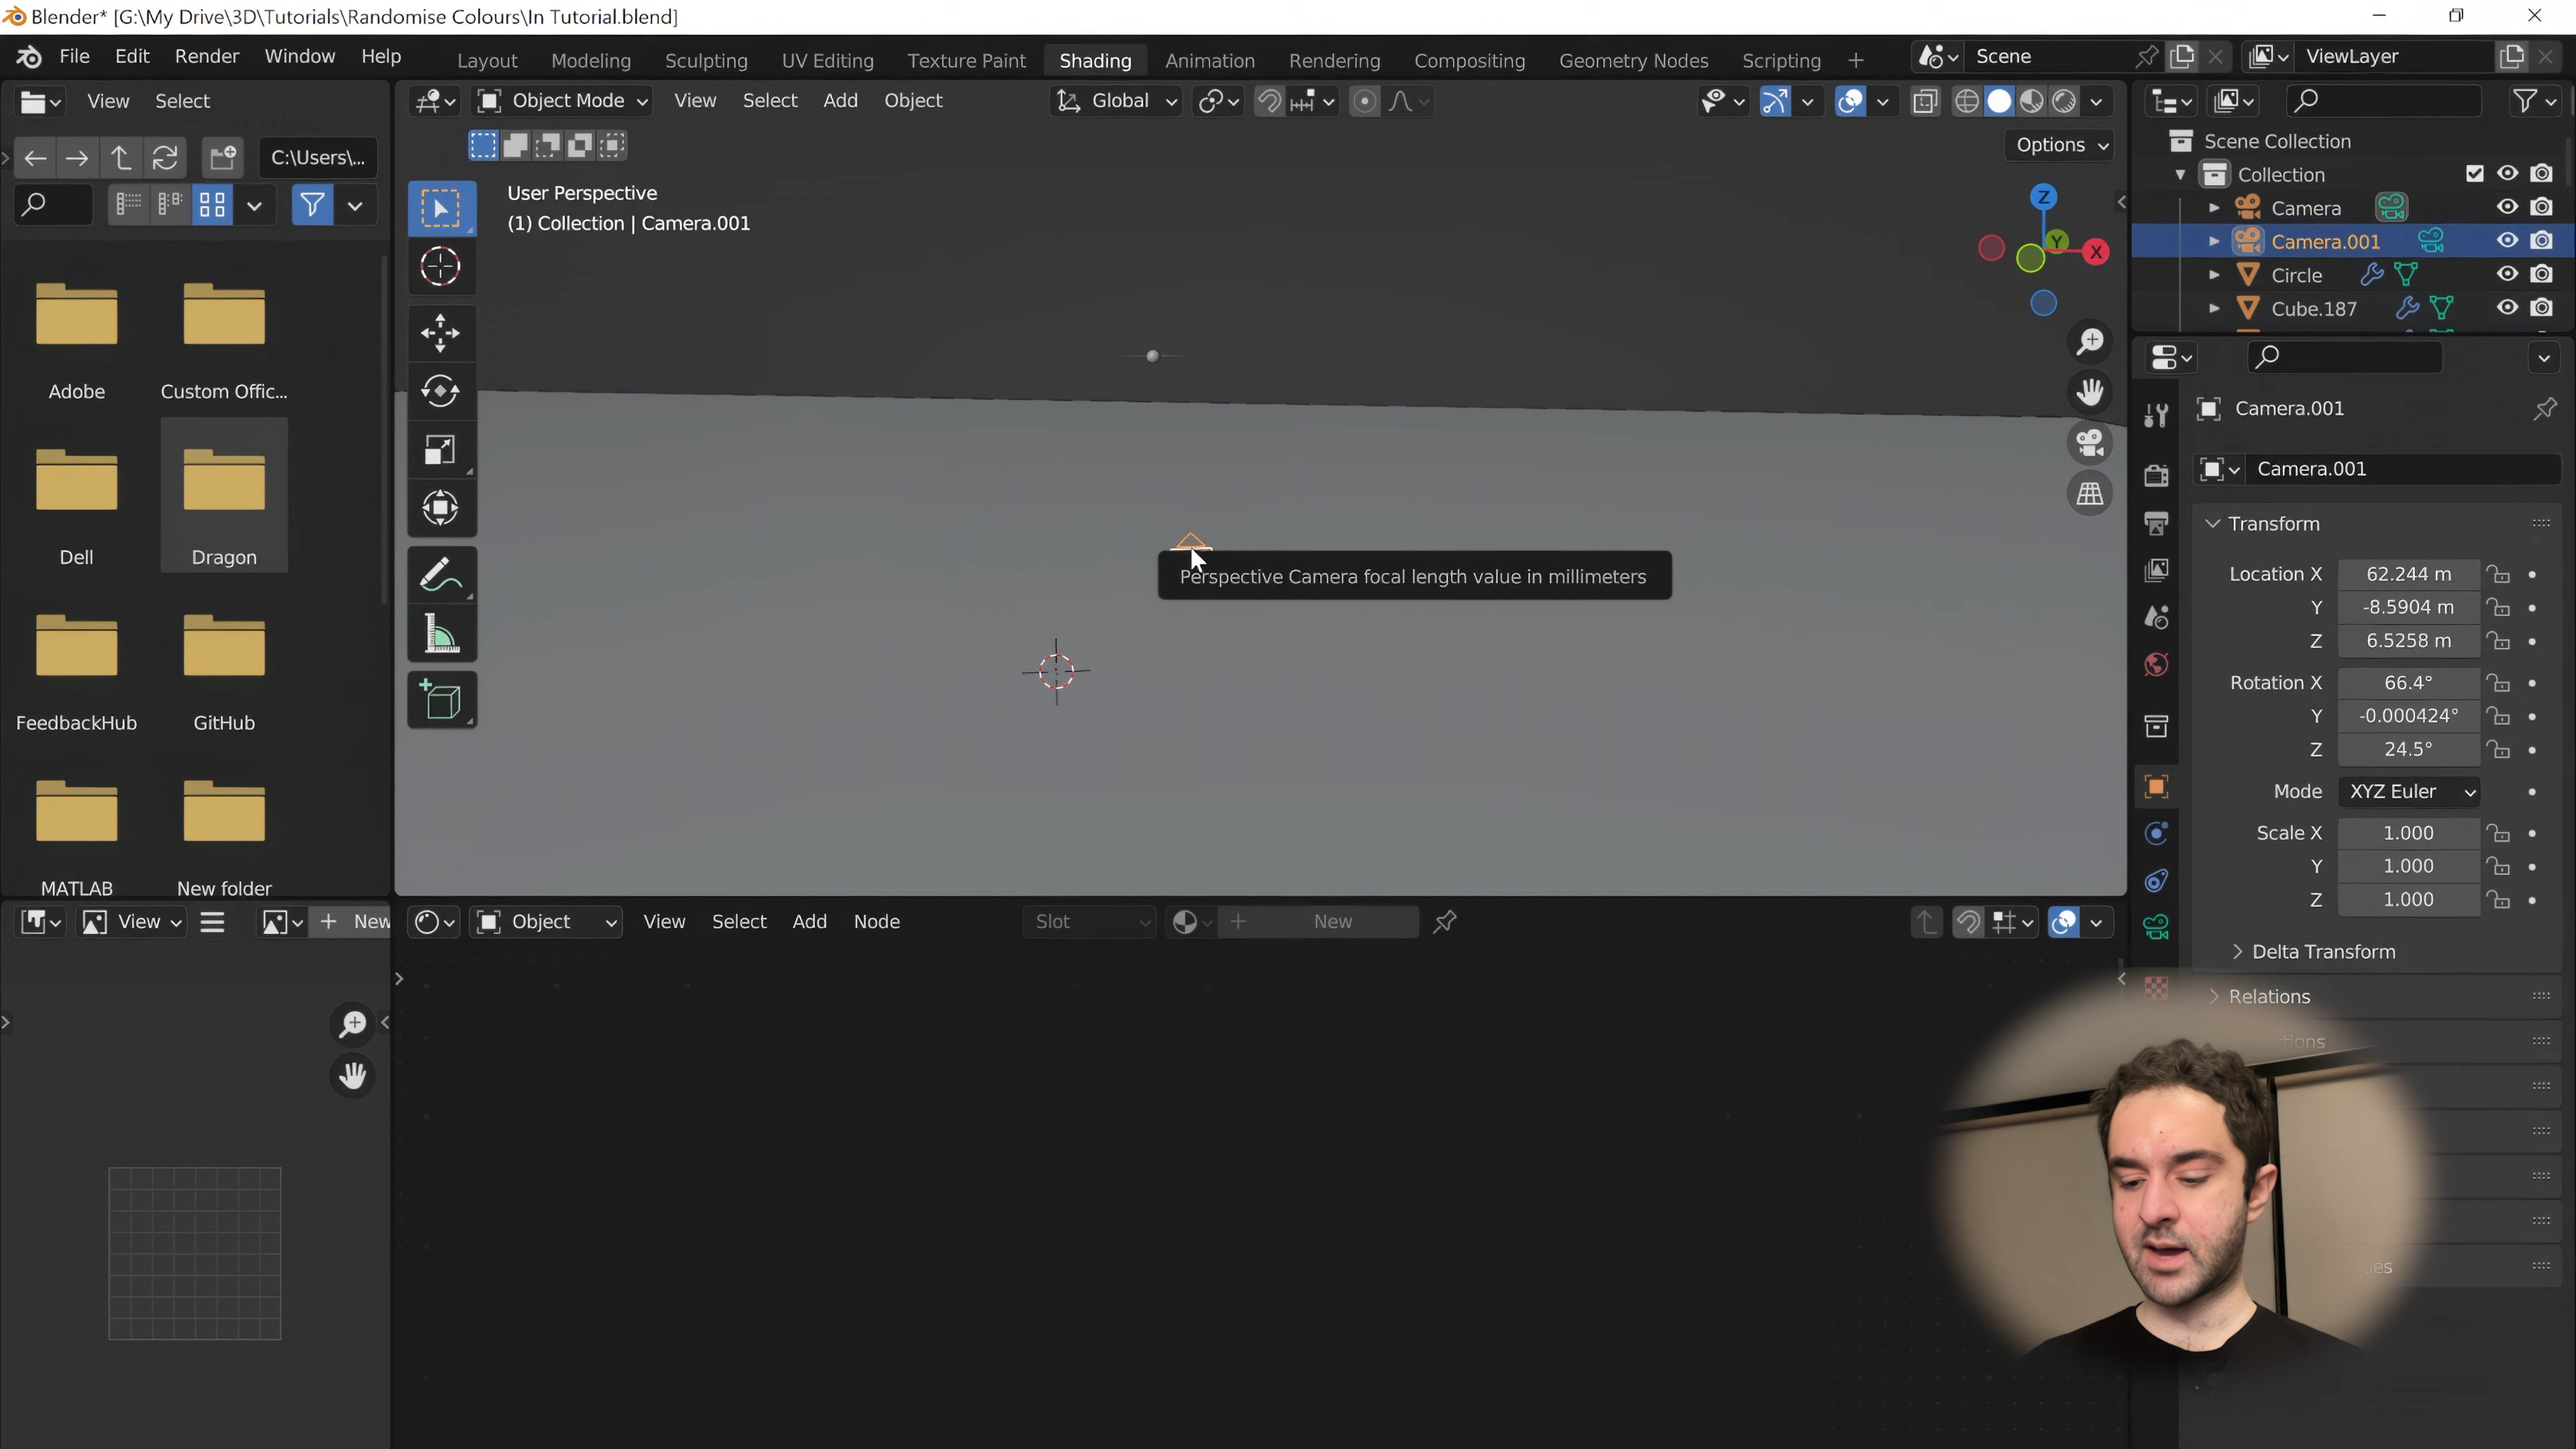 Blender* [G:\My Drive\3D\Tutorials\Randomise Colours\In Tutorial.blend]
File Edit Render Window Help
Layout Modeling Sculpting UV Editing Texture Paint Shading Animation Rendering Compositing Geometry Nodes Scripting +
Scene
ViewLayer
View Select
C:\Users\...
Adobe
Custom Offic...
Dell
Dragon
FeedbackHub
GitHub
MATLAB
New folder
Object Mode View Select Add Object
Global
Options
User Perspective
(1) Collection | Camera.001
Z
Y
X
Perspective Camera focal length value in millimeters
Scene Collection
Collection
Camera
Camera.001
Circle
Cube.187
Camera.001
Camera.001
Transform
Location X 62.244 m
Y -8.5904 m
Z 6.5258 m
Rotation X 66.4°
Y -0.000424°
Z 24.5°
Mode XYZ Euler
Scale X 1.000
Y 1.000
Z 1.000
Delta Transform
Relations
View
+ New
Object View Select Add Node
Slot
+ New